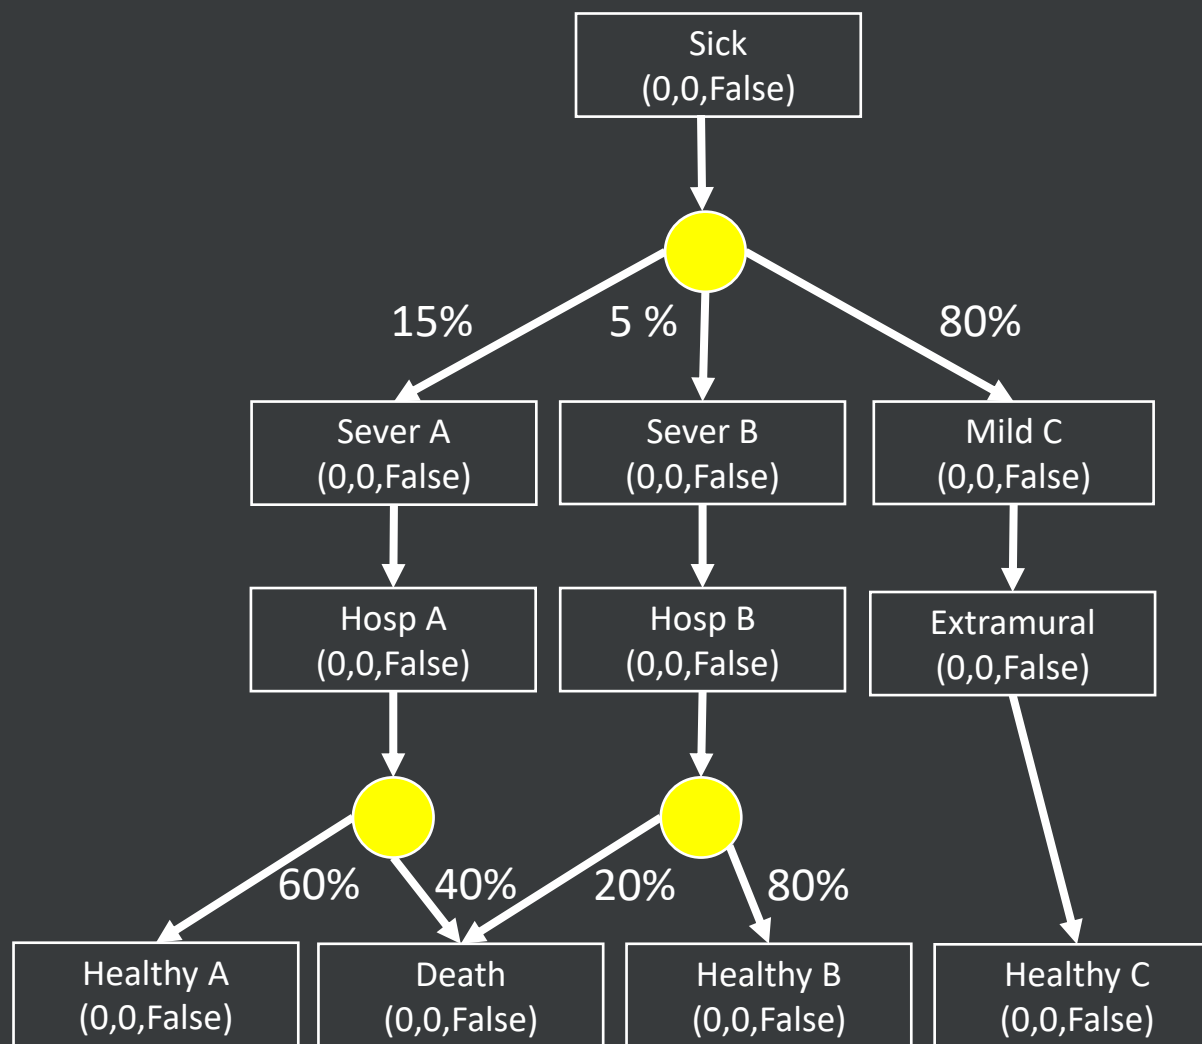 Sick
(0,0,False)
15%
5 %
80%
Sever A
(0,0,False)
Sever B
(0,0,False)
Mild C
(0,0,False)
Hosp A
(0,0,False)
Hosp B
(0,0,False)
Extramural
(0,0,False)
60%
40%
20%
80%
Healthy A
(0,0,False)
Death
(0,0,False)
Healthy B
(0,0,False)
Healthy C
(0,0,False)